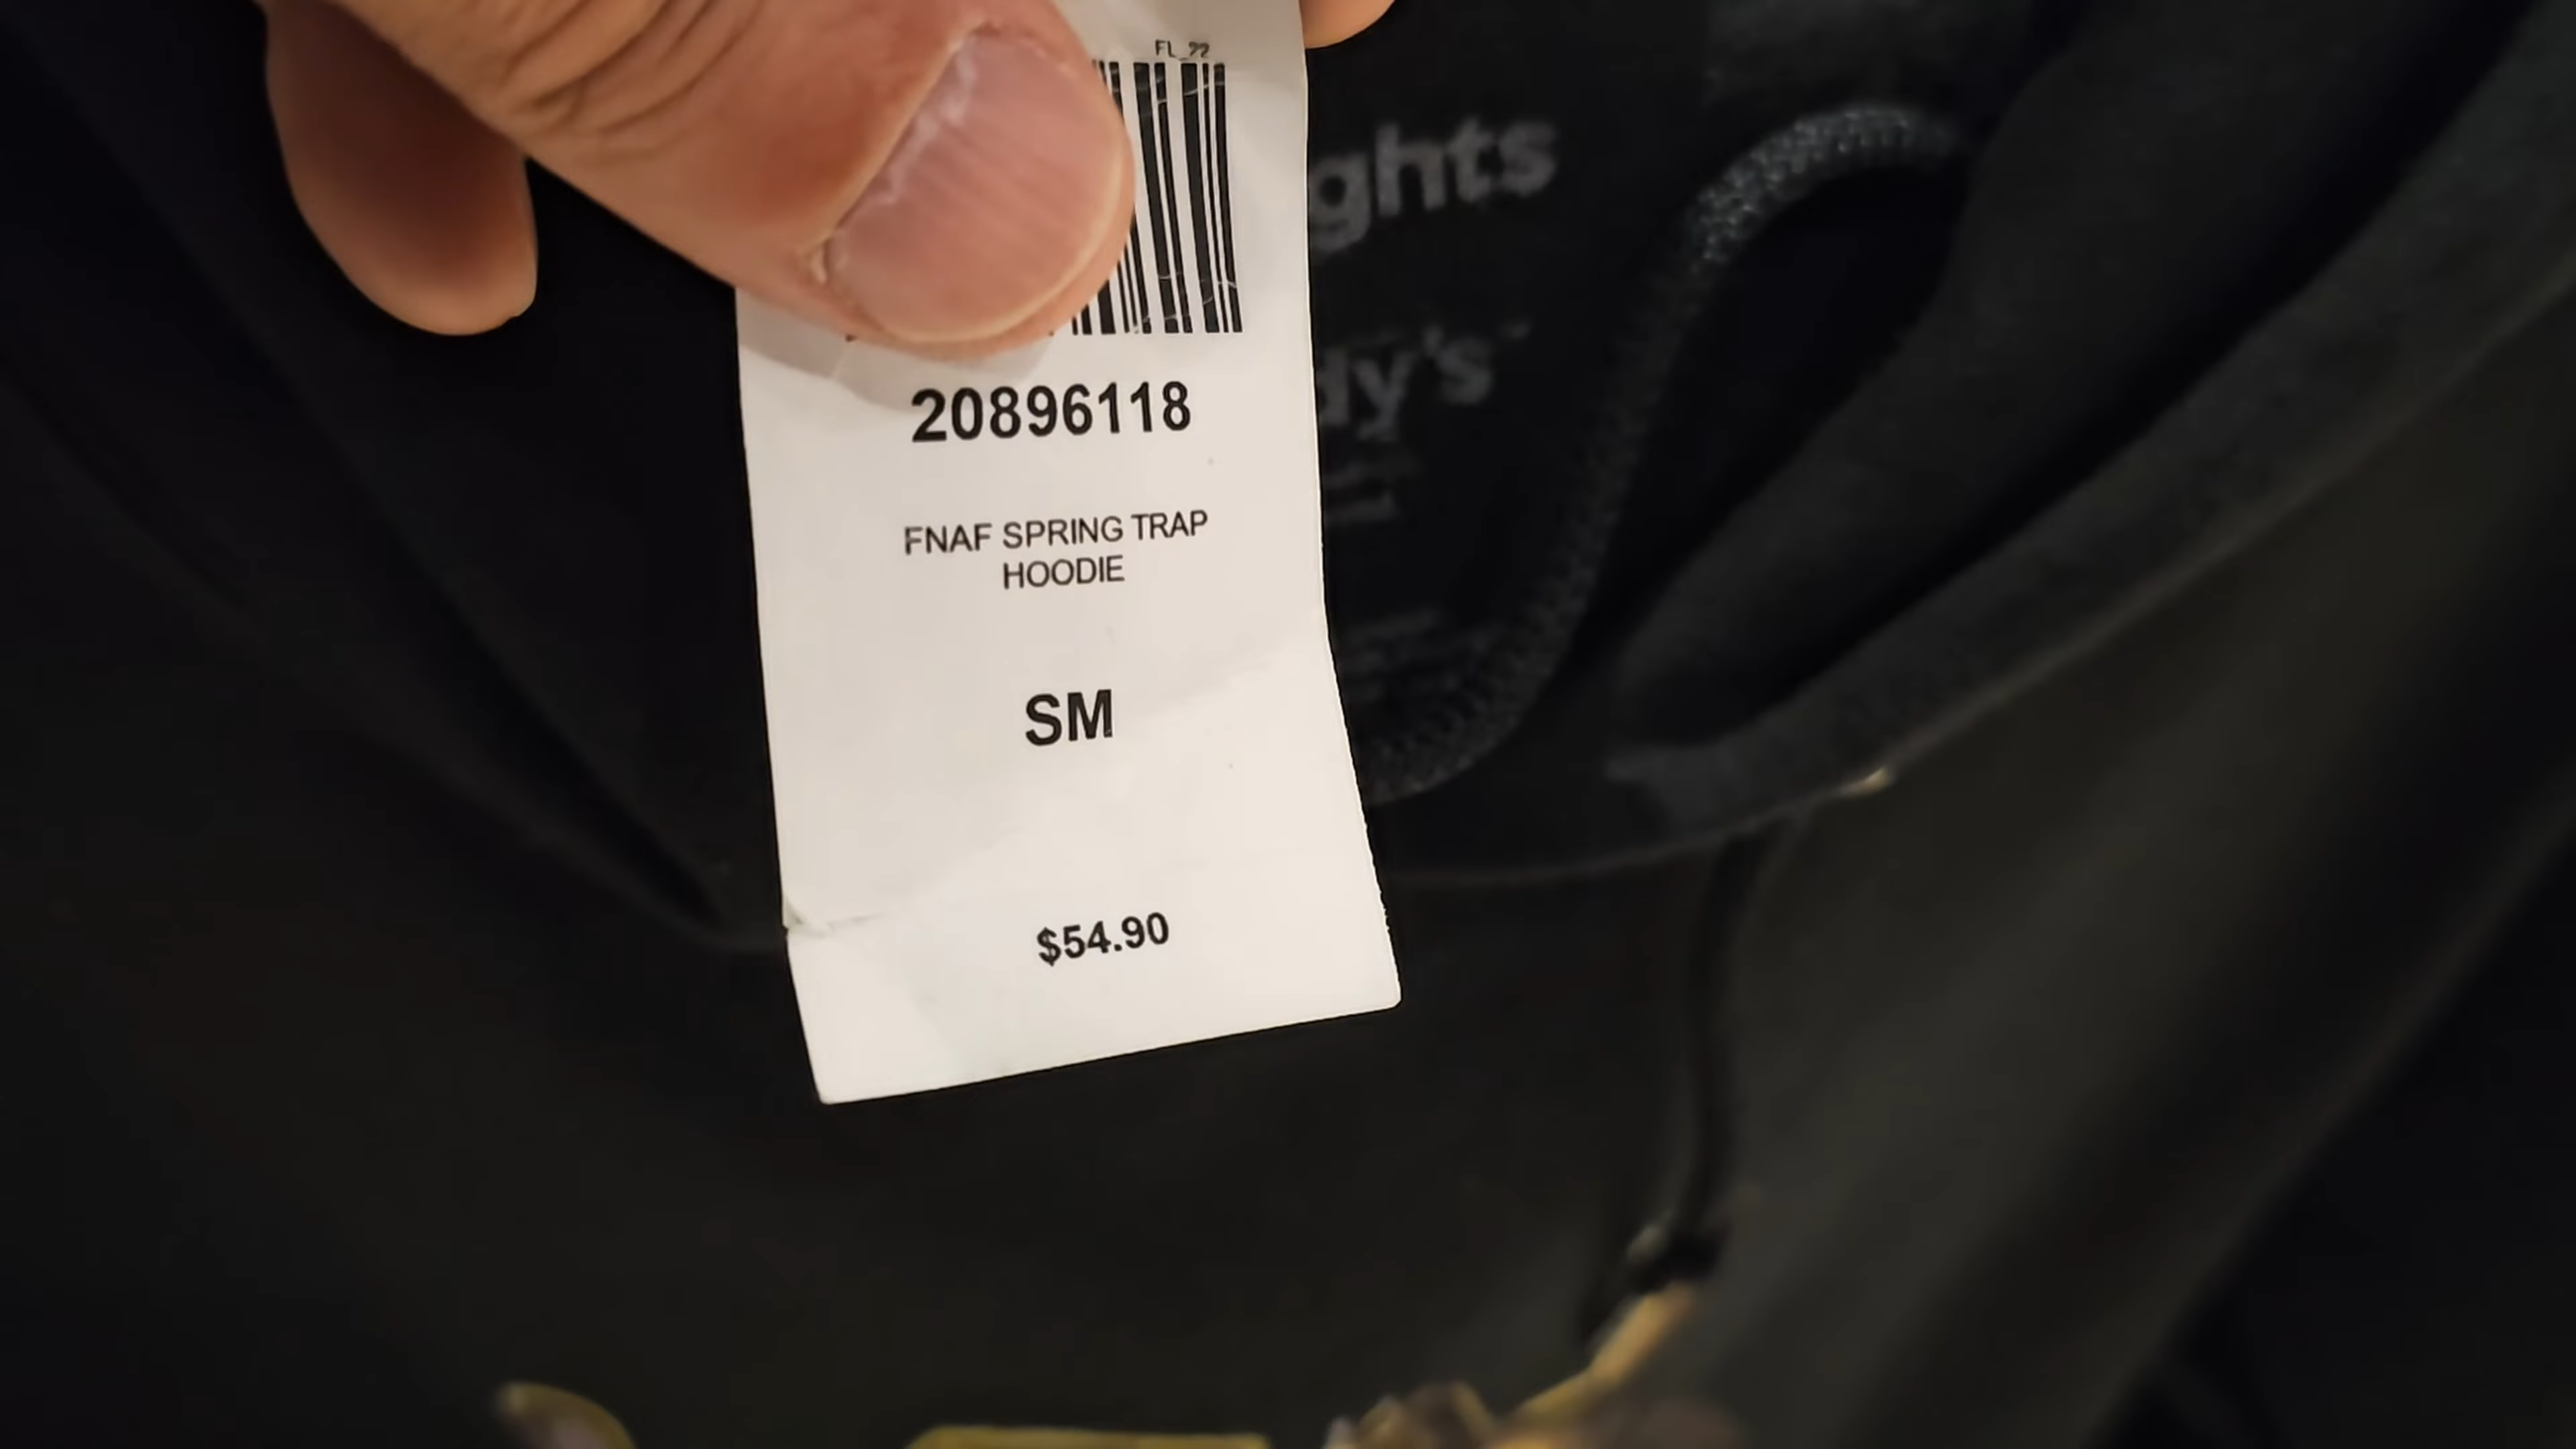 FL_22
20896118
FNAF SPRING TRAP
HOODIE
SM
$54.90
ghts
dy's